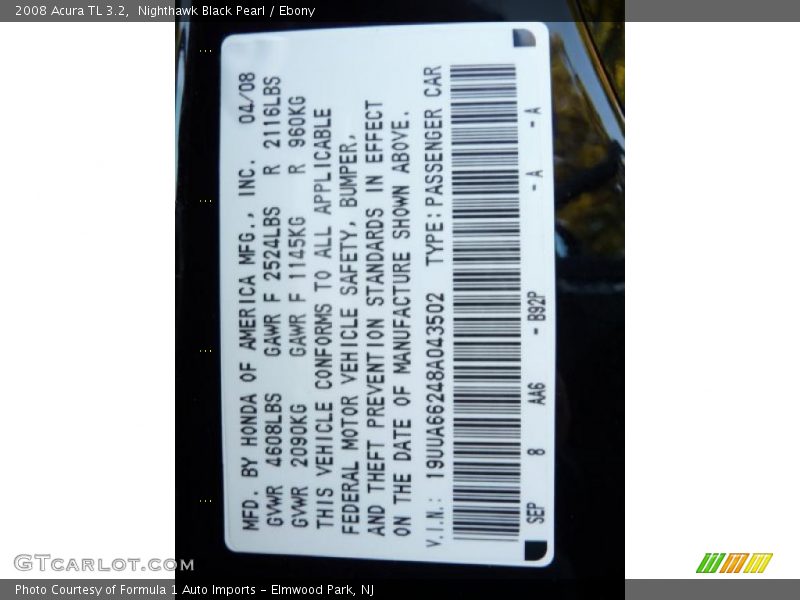 2008 Acura TL 3.2, Nighthawk Black Pearl / Ebony
MFD. BY HONDA OF AMERICA MFG., INC. 04/08
GVWR 4608LBS GAWR F 2524LBS R 2116LBS
GVWR 2090KG GAWR F 1145KG R 960KG
THIS VEHICLE CONFORMS TO ALL APPLICABLE
FEDERAL MOTOR VEHICLE SAFETY, BUMPER,
AND THEFT PREVENTION STANDARDS IN EFFECT
ON THE DATE OF MANUFACTURE SHOWN ABOVE.
V.I.N.: 19UUA66248A043502 TYPE:PASSENGER CAR
SEP 8 AA6 - B92P - A - A
GTCARLOT.COM
Photo Courtesy of Formula 1 Auto Imports - Elmwood Park, NJ